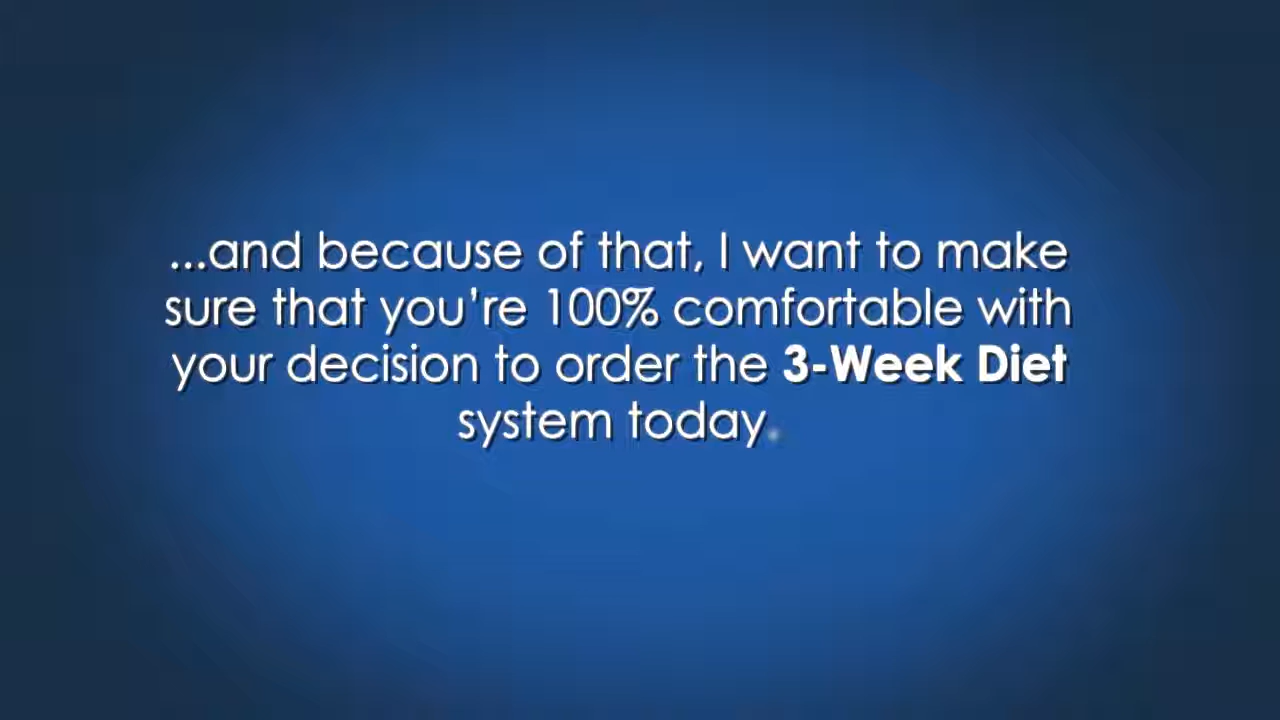 ...and because of that, I want to make
sure that you’re 100% comfortable with
your decision to order the 3-Week Diet
system today.